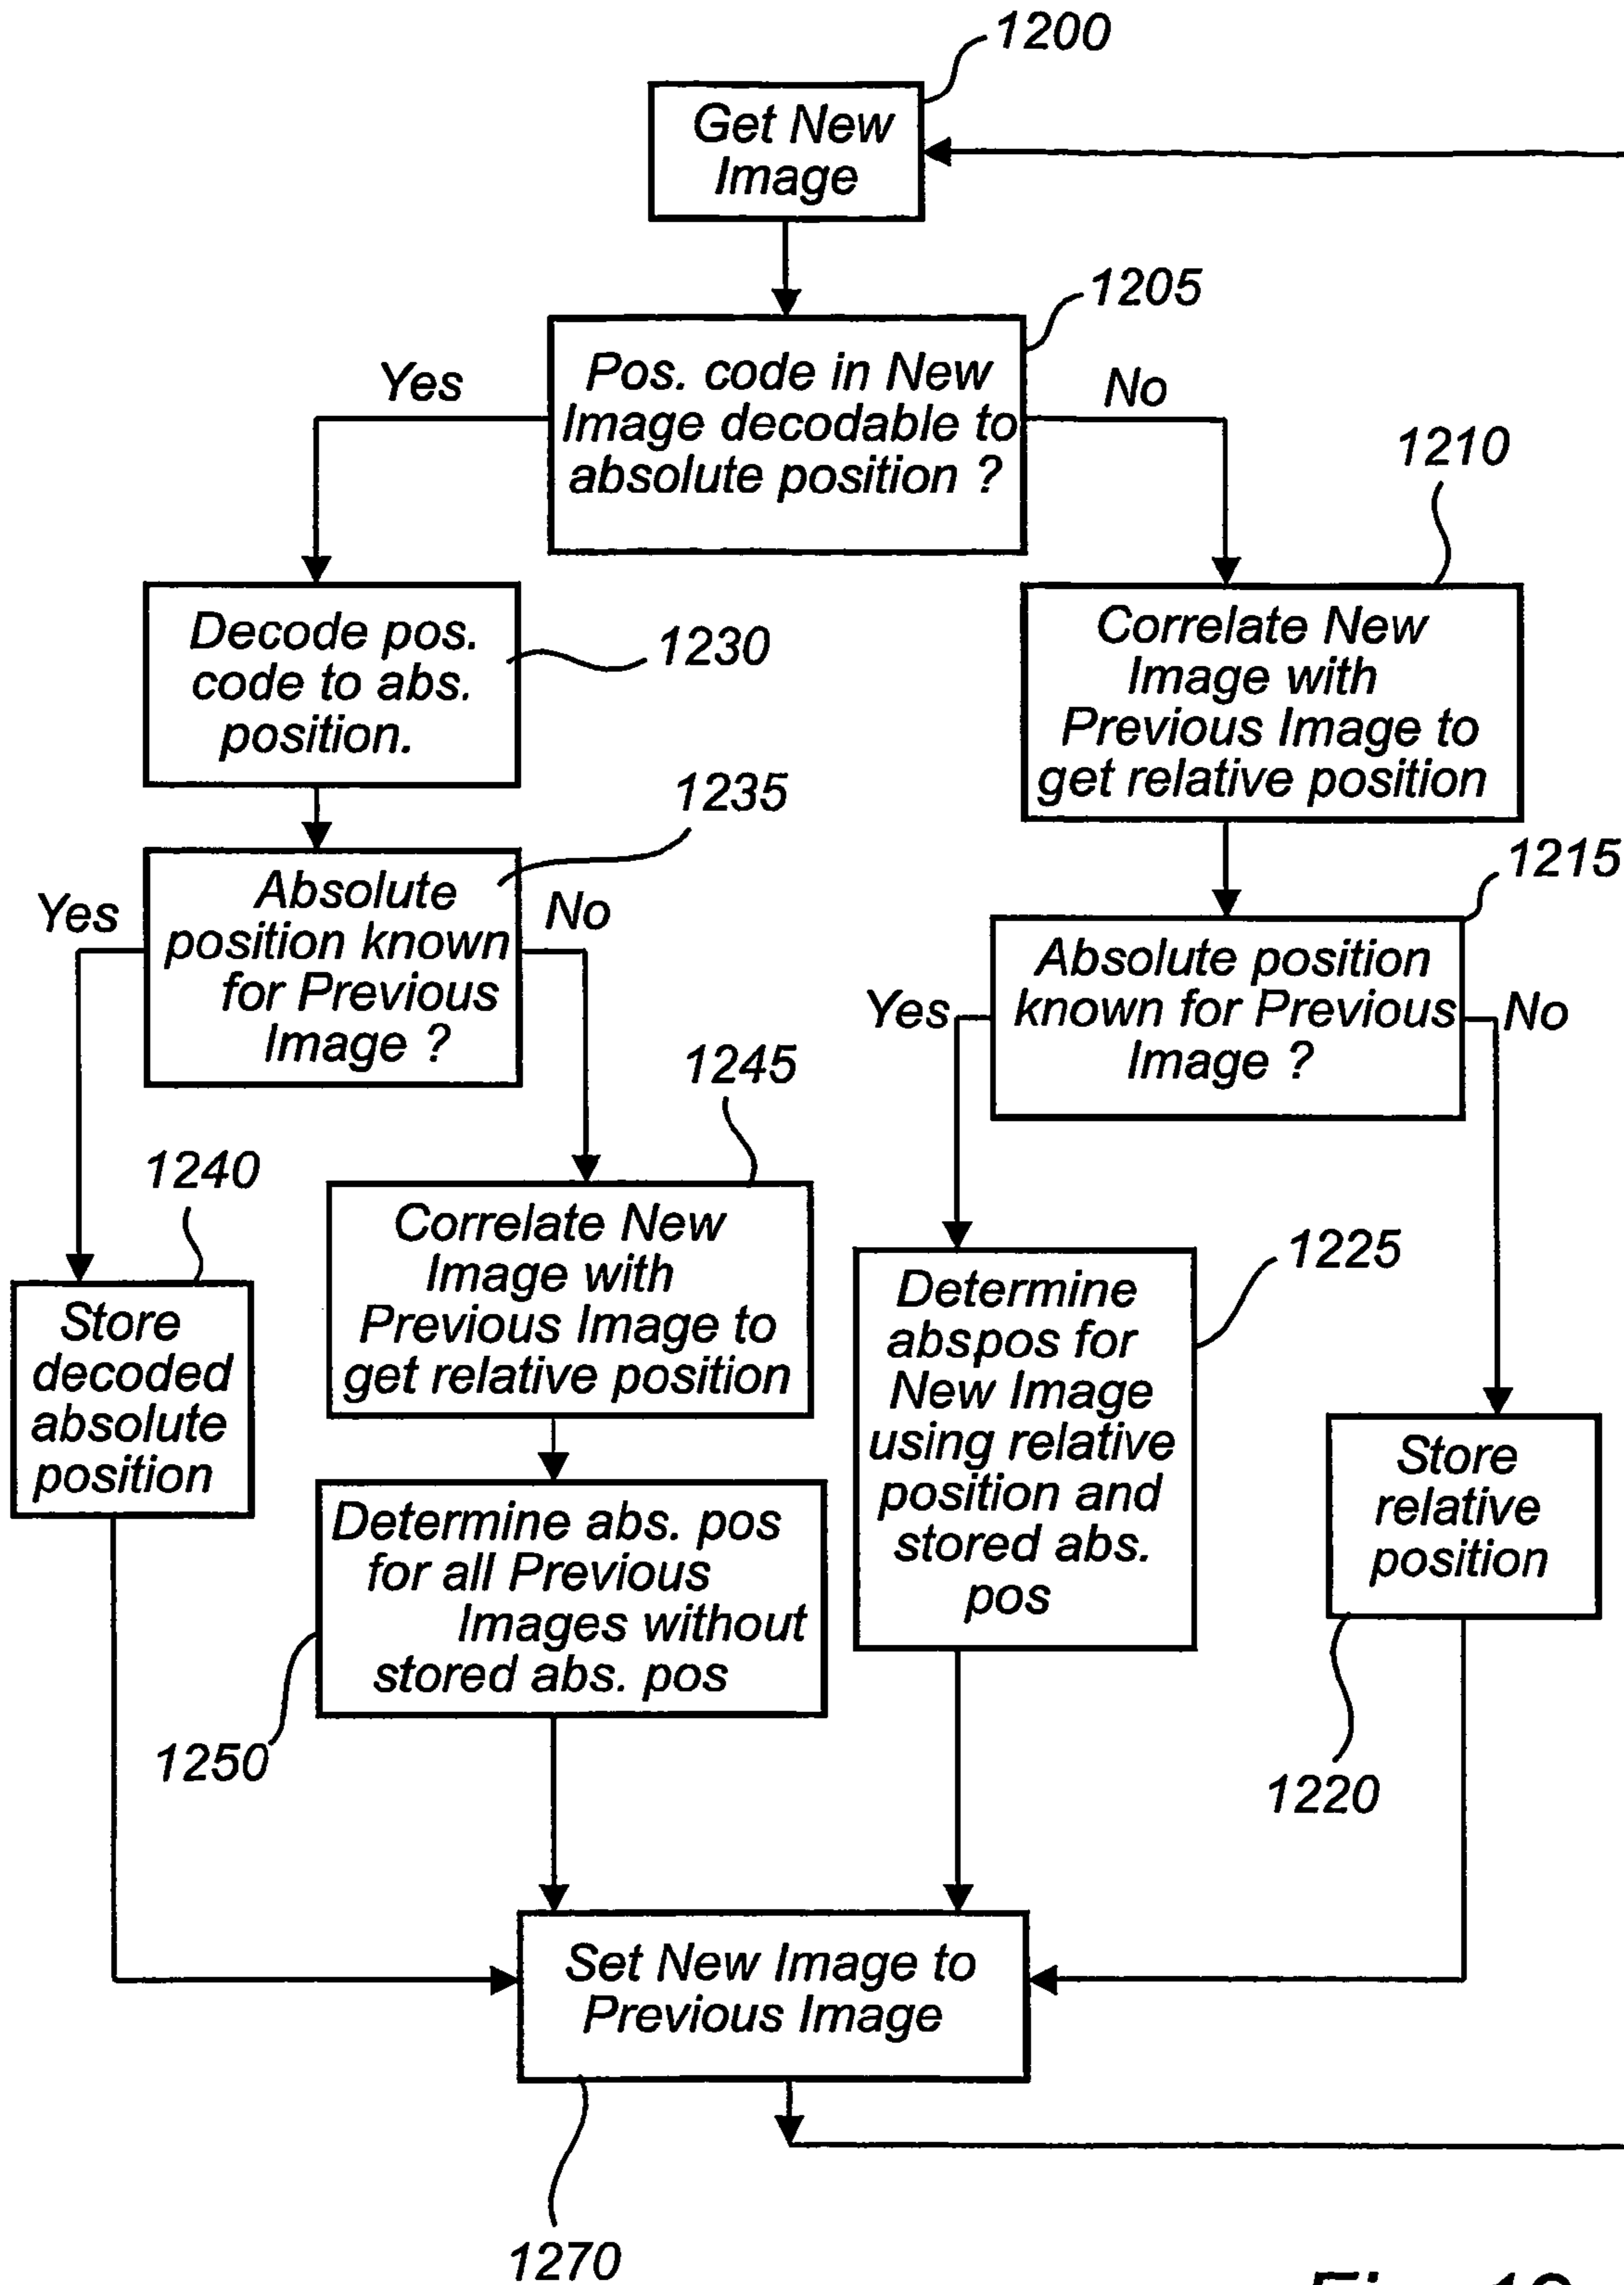 1200
Get New
Image
1205
Pos. code in New
Image decodable to
absolute position ?
Yes
No
1210
Decode pos.
code to abs.
position.
1230
Correlate New
Image with
Previous Image to
get relative position
1235
Absolute
position known
for Previous
Image ?
Yes
No
1215
Absolute position
known for Previous
Image ?
Yes
No
1240
Store
decoded
absolute
position
1245
Correlate New
Image with
Previous Image to
get relative position
1225
Determine
abspos for
New Image
using relative
position and
stored abs.
pos
Store
relative
position
1220
Determine abs. pos
for all Previous
Images without
stored abs. pos
1250
Set New Image to
Previous Image
1270